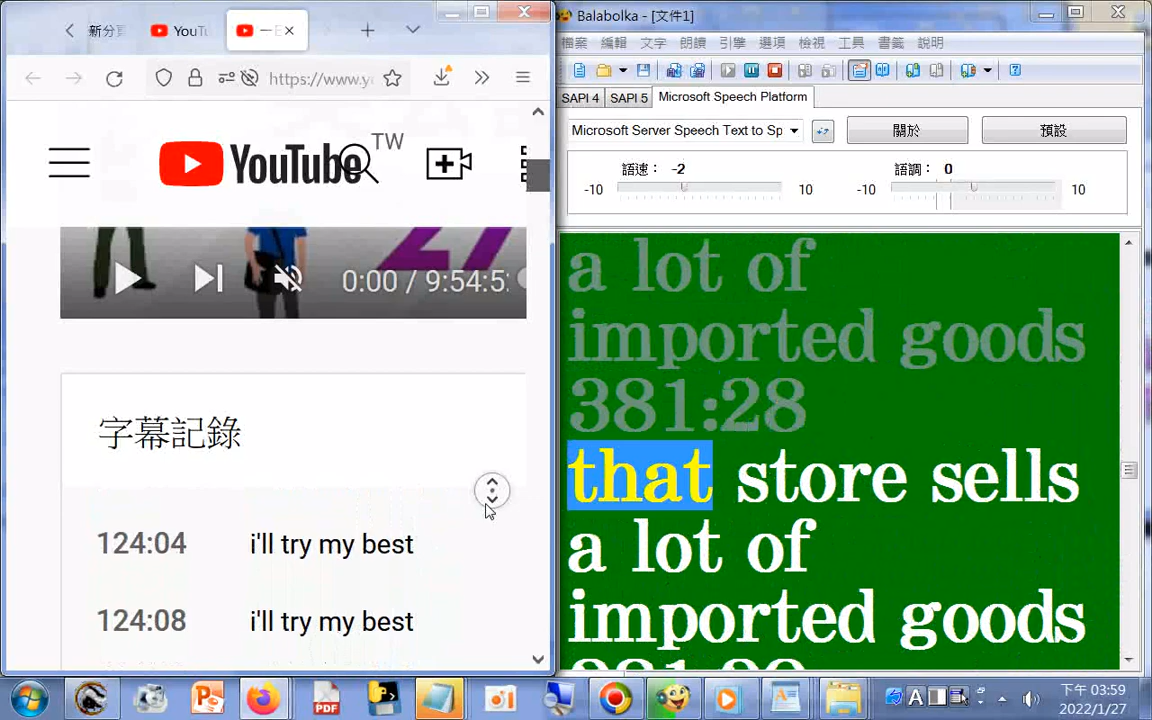 新分
YouTu
一 E
https://www.y
YouTube
TW
27
0:00 / 9:54:5
字幕記錄
124:04 i'll try my best
124:08 i'll try my best
Balabolka - [文件1]
檔案 編輯 文字 朗讀 引擎 選項 檢視 工具 書籤 說明
SAPI 4 SAPI 5 Microsoft Speech Platform
Microsoft Server Speech Text to Sp
關於
預設
語速： -2
語調： 0
-10 10 -10 10
a lot of
imported goods
381:28
that store sells
a lot of
imported goods
PDF
A
下午 03:59
2022/1/27